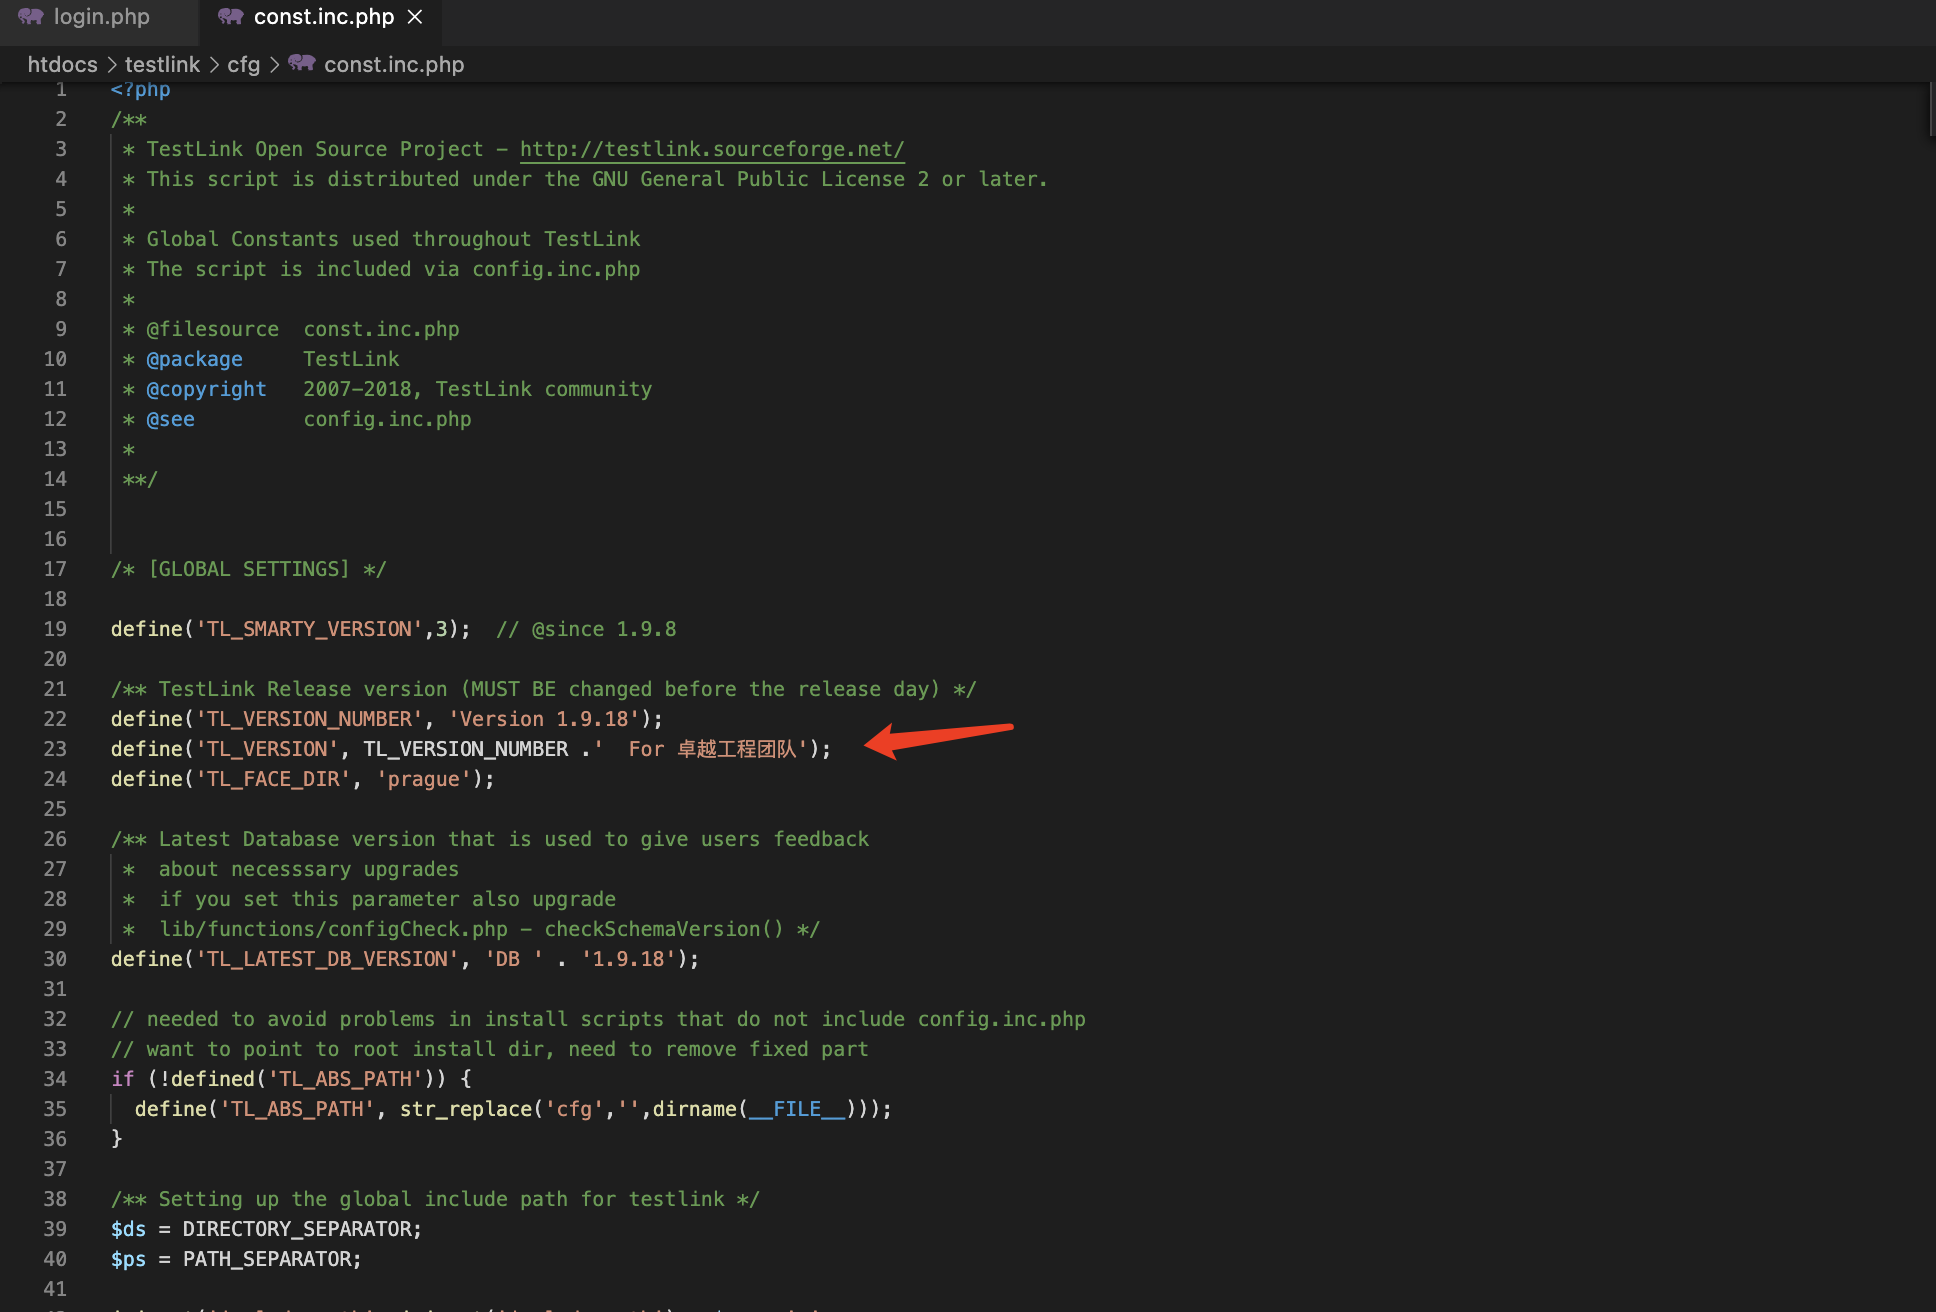 login.php
const.inc.php
htdocs > testlink > cfg > const.inc.php
1 <?php
2 /**
3 * TestLink Open Source Project - http://testlink.sourceforge.net/
4 * This script is distributed under the GNU General Public License 2 or later.
5 *
6 * Global Constants used throughout TestLink
7 * The script is included via config.inc.php
8 *
9 * @filesource  const.inc.php
10 * @package     TestLink
11 * @copyright   2007-2018, TestLink community
12 * @see         config.inc.php
13 *
14 **/
15
16
17 /* [GLOBAL SETTINGS] */
18
19 define('TL_SMARTY_VERSION',3);  // @since 1.9.8
20
21 /** TestLink Release version (MUST BE changed before the release day) */
22 define('TL_VERSION_NUMBER', 'Version 1.9.18');
23 define('TL_VERSION', TL_VERSION_NUMBER .'  For 卓越工程团队');
24 define('TL_FACE_DIR', 'prague');
25
26 /** Latest Database version that is used to give users feedback
27 *  about necesssary upgrades
28 *  if you set this parameter also upgrade
29 *  lib/functions/configCheck.php - checkSchemaVersion() */
30 define('TL_LATEST_DB_VERSION', 'DB ' . '1.9.18');
31
32 // needed to avoid problems in install scripts that do not include config.inc.php
33 // want to point to root install dir, need to remove fixed part
34 if (!defined('TL_ABS_PATH')) {
35   define('TL_ABS_PATH', str_replace('cfg','',dirname(__FILE__)));
36 }
37
38 /** Setting up the global include path for testlink */
39 $ds = DIRECTORY_SEPARATOR;
40 $ps = PATH_SEPARATOR;
41